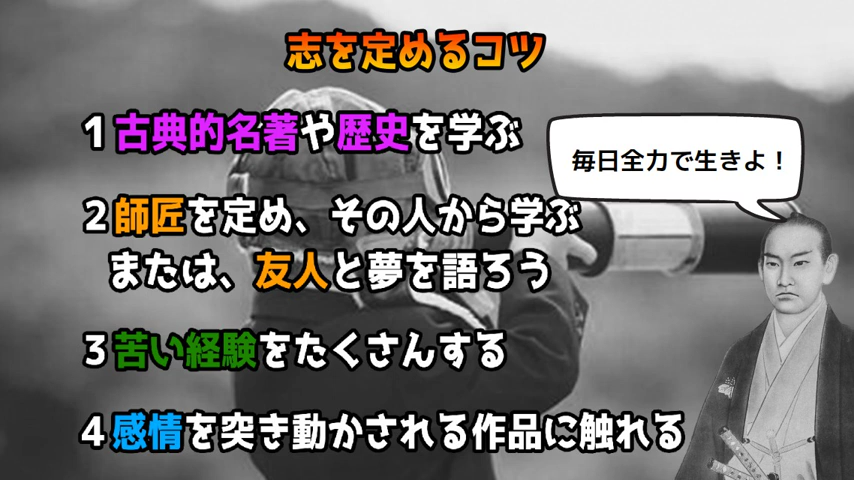 志を定めるコツ
1古典的名著や歴史を学ぶ
毎日全力で生きよ！
2師匠を定め、その人から学ぶ
または、友人と夢を語ろう
3苦い経験をたくさんする
4感情を突き動かされる作品に触れる